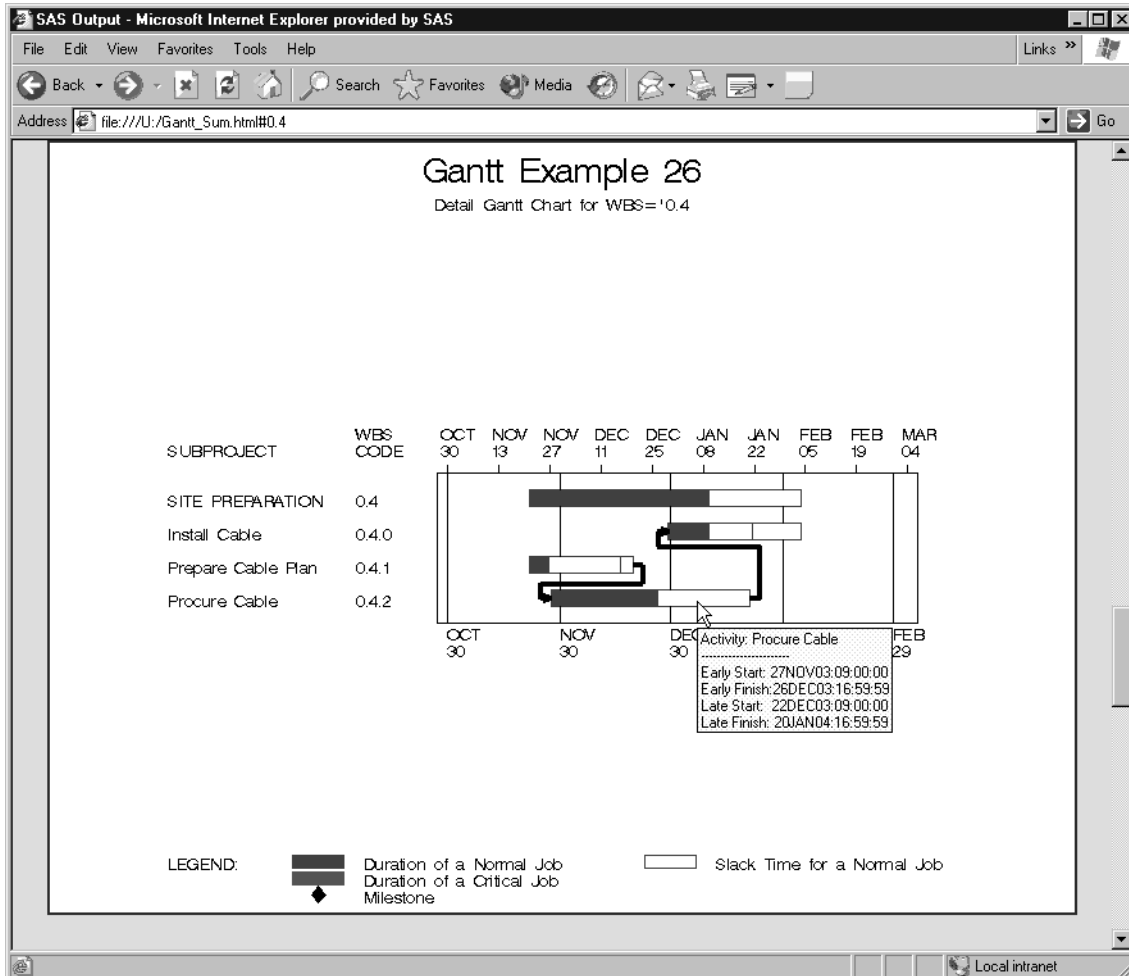 SAS Output - Microsoft Internet Explorer provided by SAS
File Edit View Favorites Tools Help Links »
Back Search Favorites Media
Address file:///U:/Gantt_Sum.html#0.4 Go
Gantt Example 26
Detail Gantt Chart for WBS='0.4
SUBPROJECT WBS CODE OCT 30 NOV 13 NOV 27 DEC 11 DEC 25 JAN 08 JAN 22 FEB 05 FEB 19 MAR 04
SITE PREPARATION 0.4
Install Cable 0.4.0
Prepare Cable Plan 0.4.1
Procure Cable 0.4.2
OCT 30 NOV 30 DEC 30 FEB 29
Activity: Procure Cable
--------------------
Early Start: 27NOV03:09:00:00
Early Finish:26DEC03:16:59:59
Late Start: 22DEC03:09:00:00
Late Finish: 20JAN04:16:59:59
LEGEND: Duration of a Normal Job Slack Time for a Normal Job
Duration of a Critical Job
Milestone
Local intranet